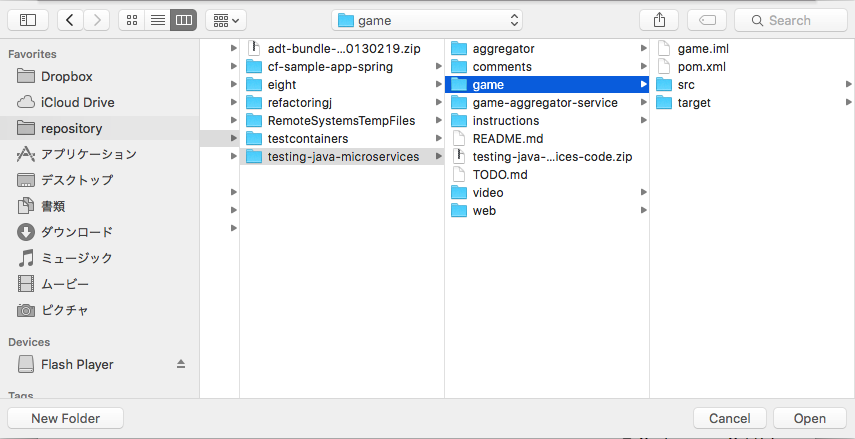 game
Search
Favorites
Dropbox
iCloud Drive
repository
アプリケーション
デスクトップ
書類
ダウンロード
ミュージック
ムービー
ピクチャ
Devices
Flash Player
Tags
adt-bundle-...0130219.zip
cf-sample-app-spring
eight
refactoringj
RemoteSystemsTempFiles
testcontainers
testing-java-microservices
aggregator
comments
game
game-aggregator-service
instructions
README.md
testing-java-...ices-code.zip
TODO.md
video
web
game.iml
pom.xml
src
target
New Folder
Cancel
Open